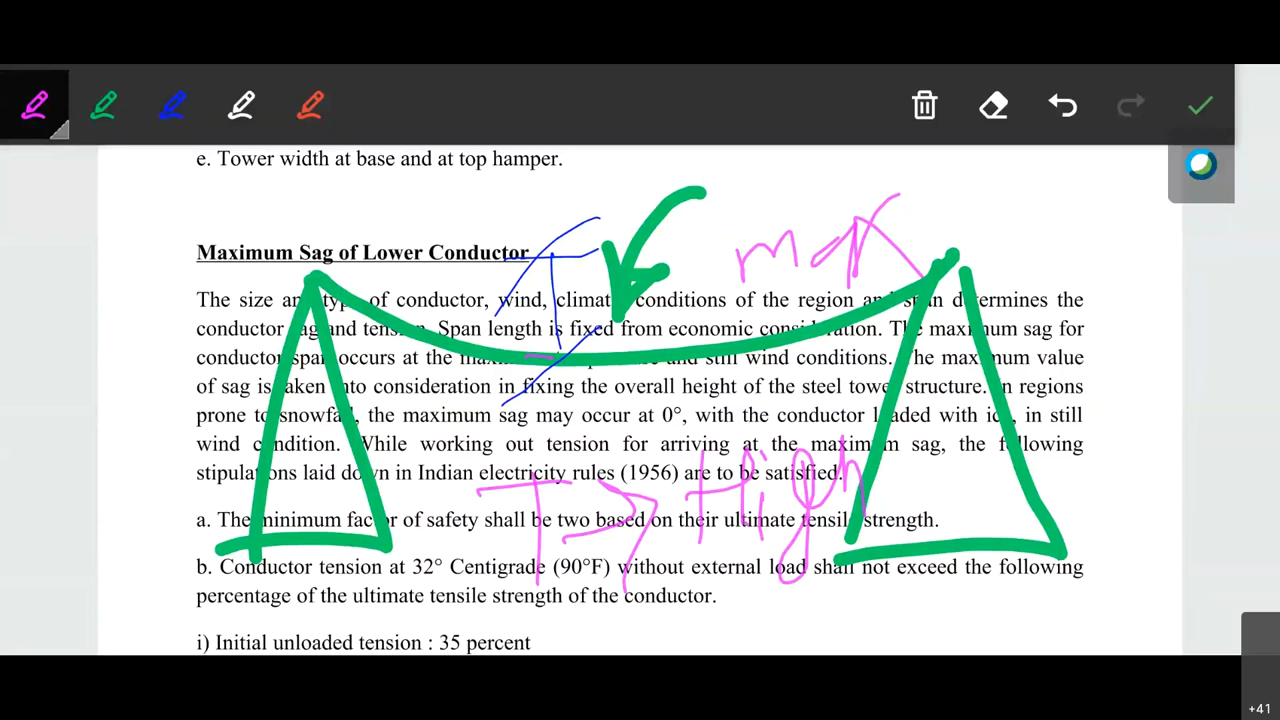 e. Tower width at base and at top hamper.
Maximum Sag of Lower Conductor
max
The size and type of conductor, wind, climatic conditions of the region and span determines the
conductor sag and tension. Span length is fixed from economic consideration. The maximum sag for
conductor span occurs at the maximum temperature and still wind conditions. The maximum value
of sag is taken into consideration in fixing the overall height of the steel tower structure. In regions
prone to snowfall, the maximum sag may occur at 0°, with the conductor loaded with ice, in still
wind condition. While working out tension for arriving at the maximum sag, the following
stipulations laid down in Indian electricity rules (1956) are to be satisfied.
T High
a. The minimum factor of safety shall be two based on their ultimate tensile strength.
b. Conductor tension at 32° Centigrade (90°F) without external load shall not exceed the following
percentage of the ultimate tensile strength of the conductor.
i) Initial unloaded tension : 35 percent
+41